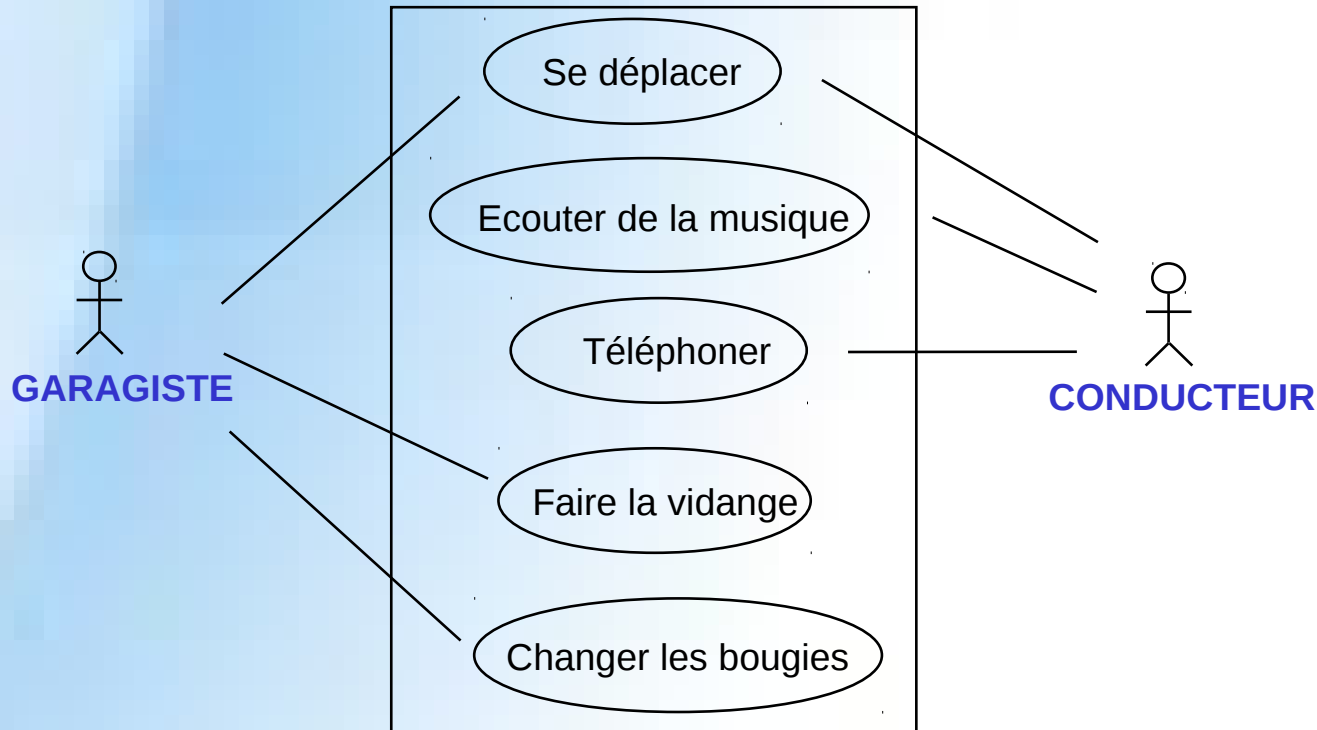 Se déplacer
Ecouter de la musique
Téléphoner
GARAGISTE
CONDUCTEUR
Faire la vidange
Changer les bougies